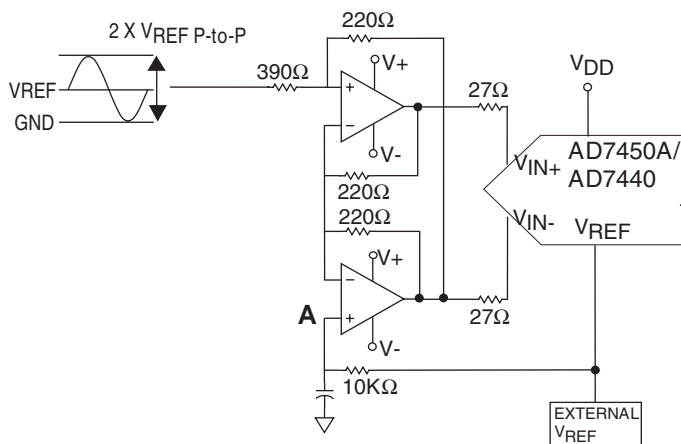 2 X VREF P-to-P
VREF
GND
390Ω
220Ω
V+
+
–
V-
220Ω
220Ω
V+
–
+
V-
A
10KΩ
27Ω
27Ω
VDD
VIN+
AD7450A/
AD7440
VIN-
VREF
EXTERNAL
VREF